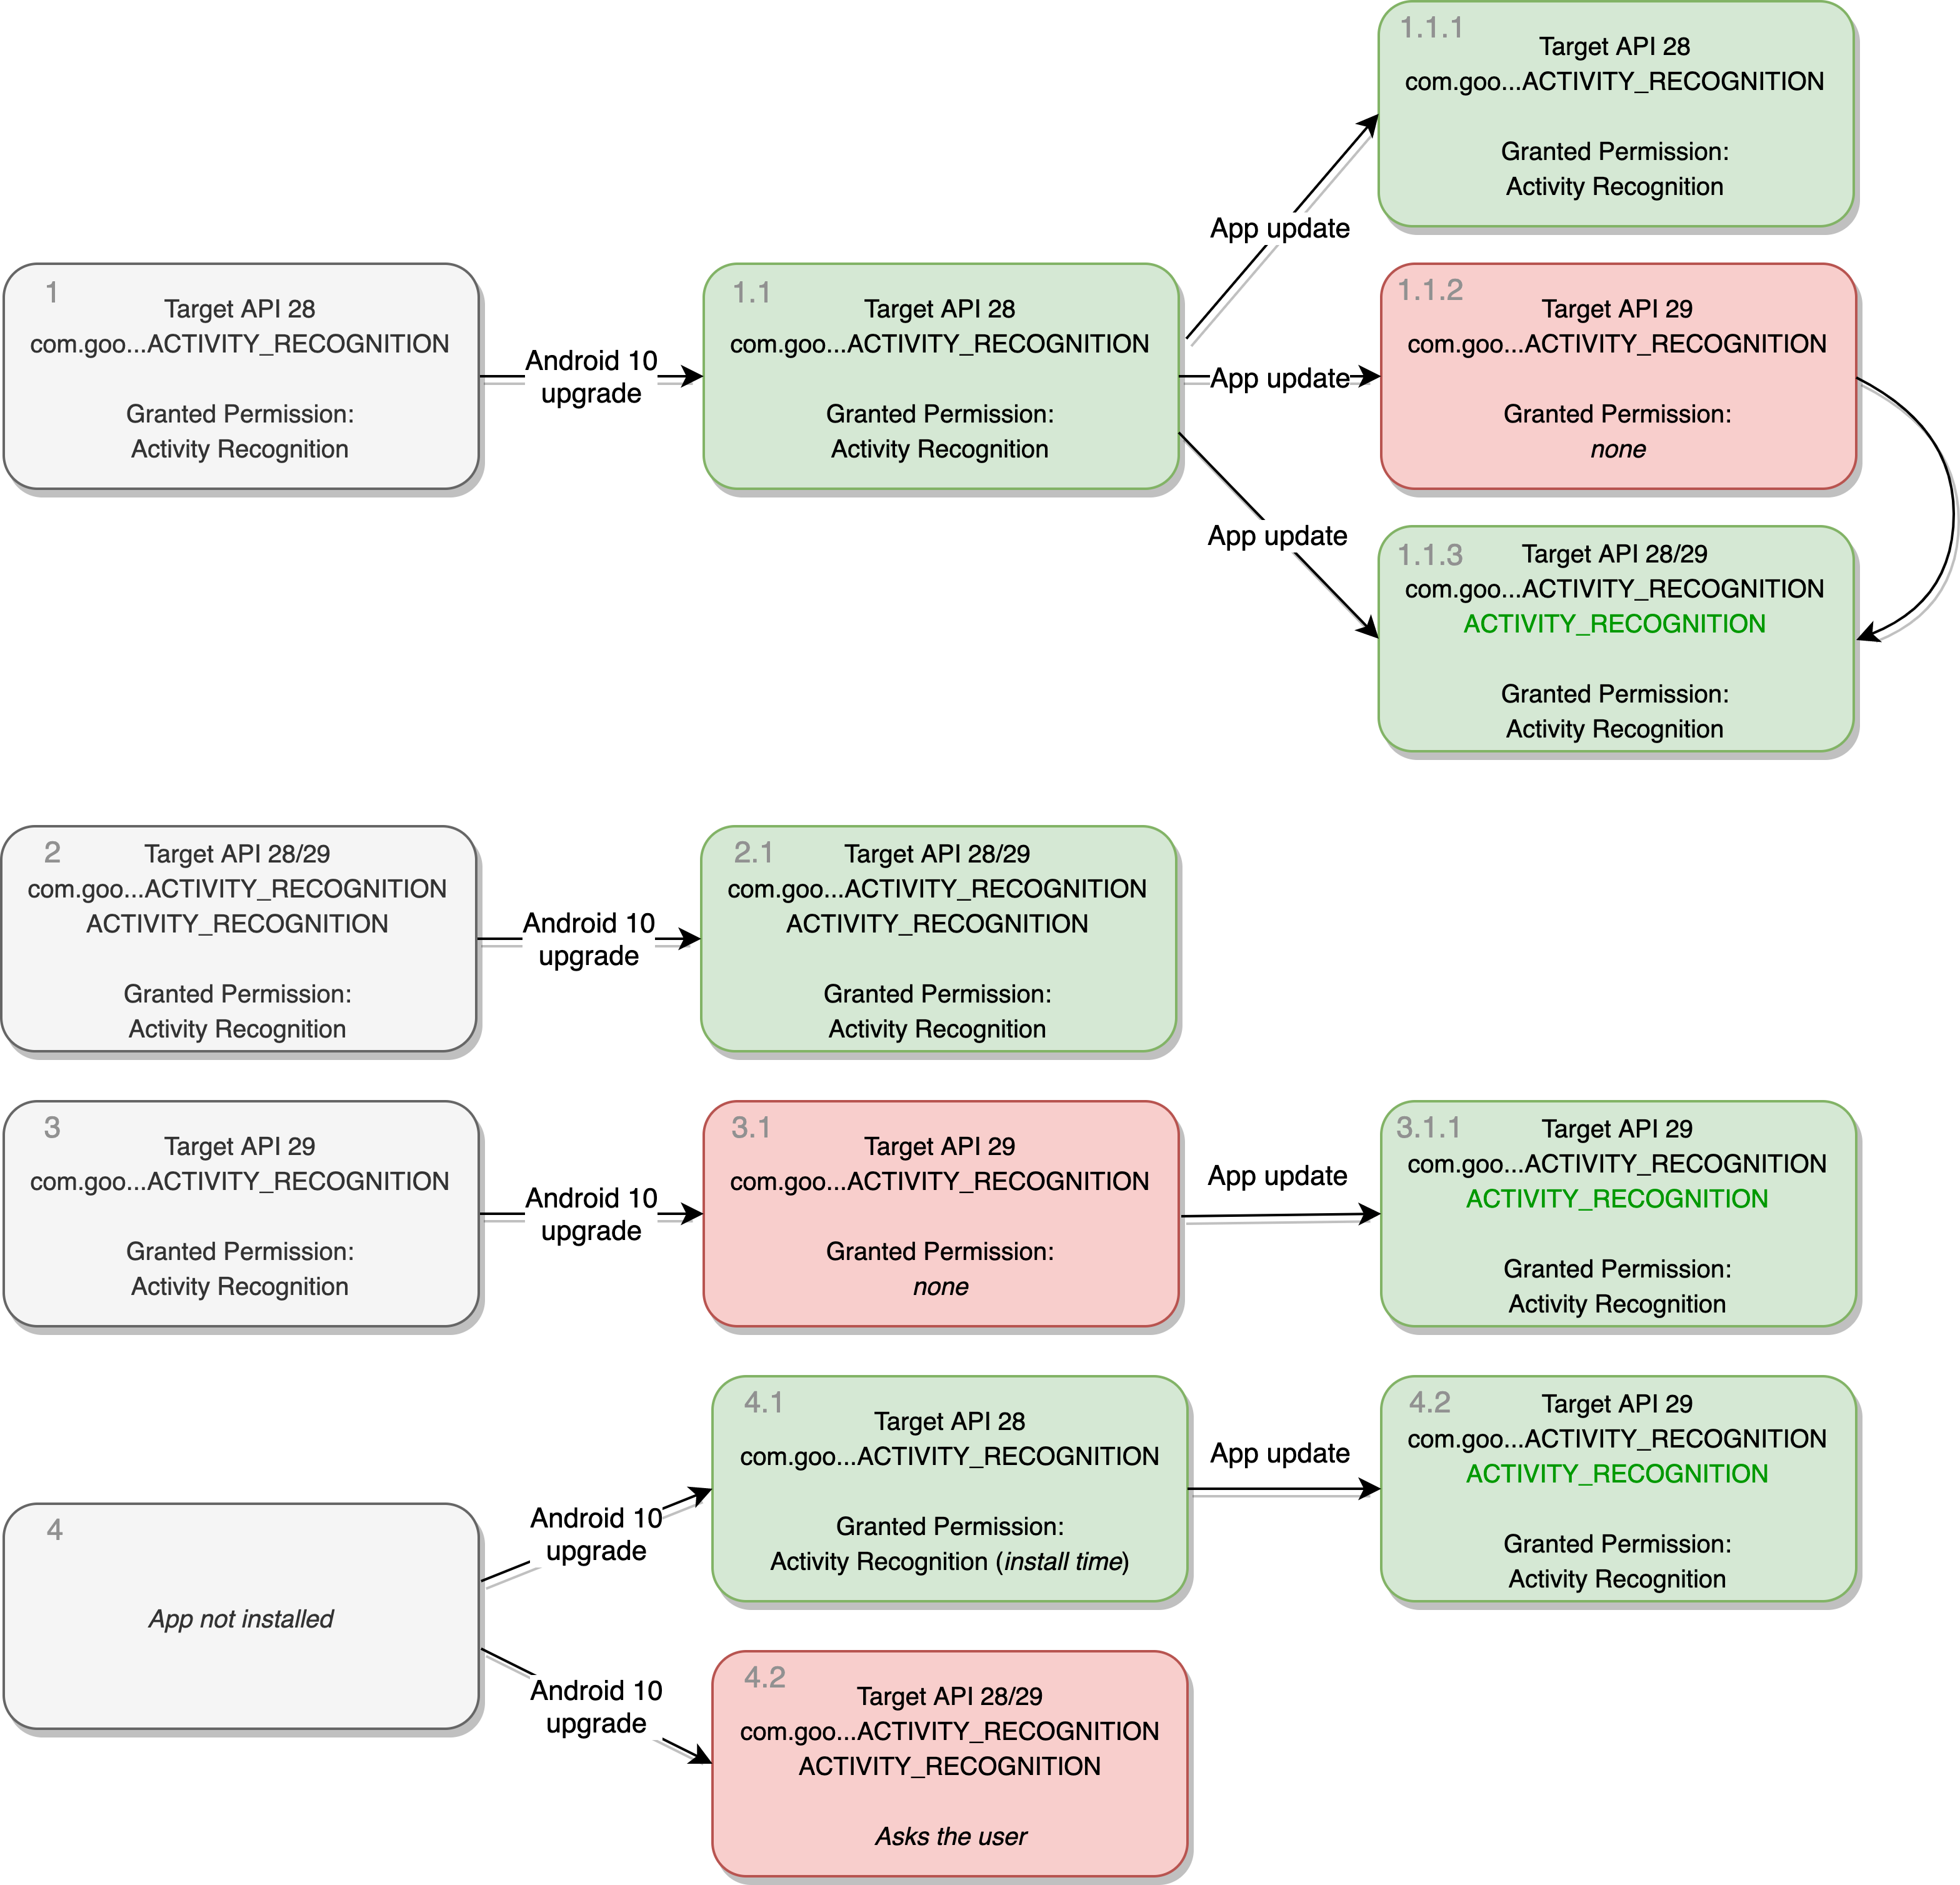 1.1.1
Target API 28
com.goo...ACTIVITY_RECOGNITION
Granted Permission:
Activity Recognition
App update
1
Target API 28
com.goo...ACTIVITY_RECOGNITION
Granted Permission:
Activity Recognition
Android 10
upgrade
1.1
Target API 28
com.goo...ACTIVITY_RECOGNITION
Granted Permission:
Activity Recognition
App update
1.1.2
Target API 29
com.goo...ACTIVITY_RECOGNITION
Granted Permission:
none
App update
1.1.3
Target API 28/29
com.goo...ACTIVITY_RECOGNITION
ACTIVITY_RECOGNITION
Granted Permission:
Activity Recognition
2
Target API 28/29
com.goo...ACTIVITY_RECOGNITION
ACTIVITY_RECOGNITION
Granted Permission:
Activity Recognition
Android 10
upgrade
2.1
Target API 28/29
com.goo...ACTIVITY_RECOGNITION
ACTIVITY_RECOGNITION
Granted Permission:
Activity Recognition
3
Target API 29
com.goo...ACTIVITY_RECOGNITION
Granted Permission:
Activity Recognition
Android 10
upgrade
3.1
Target API 29
com.goo...ACTIVITY_RECOGNITION
Granted Permission:
none
App update
3.1.1
Target API 29
com.goo...ACTIVITY_RECOGNITION
ACTIVITY_RECOGNITION
Granted Permission:
Activity Recognition
4
App not installed
Android 10
upgrade
4.1
Target API 28
com.goo...ACTIVITY_RECOGNITION
Granted Permission:
Activity Recognition (install time)
App update
4.2
Target API 29
com.goo...ACTIVITY_RECOGNITION
ACTIVITY_RECOGNITION
Granted Permission:
Activity Recognition
Android 10
upgrade
4.2
Target API 28/29
com.goo...ACTIVITY_RECOGNITION
ACTIVITY_RECOGNITION
Asks the user